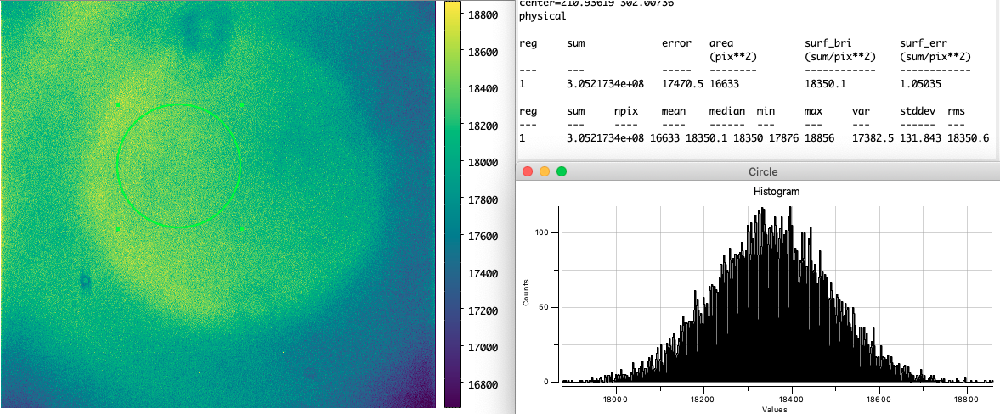 18800
18600
18400
18200
18000
17800
17600
17400
17200
17000
16800
center=210.93619 302.00756
physical
reg sum error area surf_bri surf_err
(pix**2) (sum/pix**2) (sum/pix**2)
--- --- ----- -------- ------------ ------------
1 3.0521734e+08 17470.5 16633 18350.1 1.05035
reg sum npix mean median min max var stddev rms
--- --- ---- ---- ------ --- --- --- ------ ---
1 3.0521734e+08 16633 18350.1 18350 17876 18856 17382.5 131.843 18350.6
Circle
Histogram
Counts
100
50
0
18000 18200 18400 18600 18800
Values